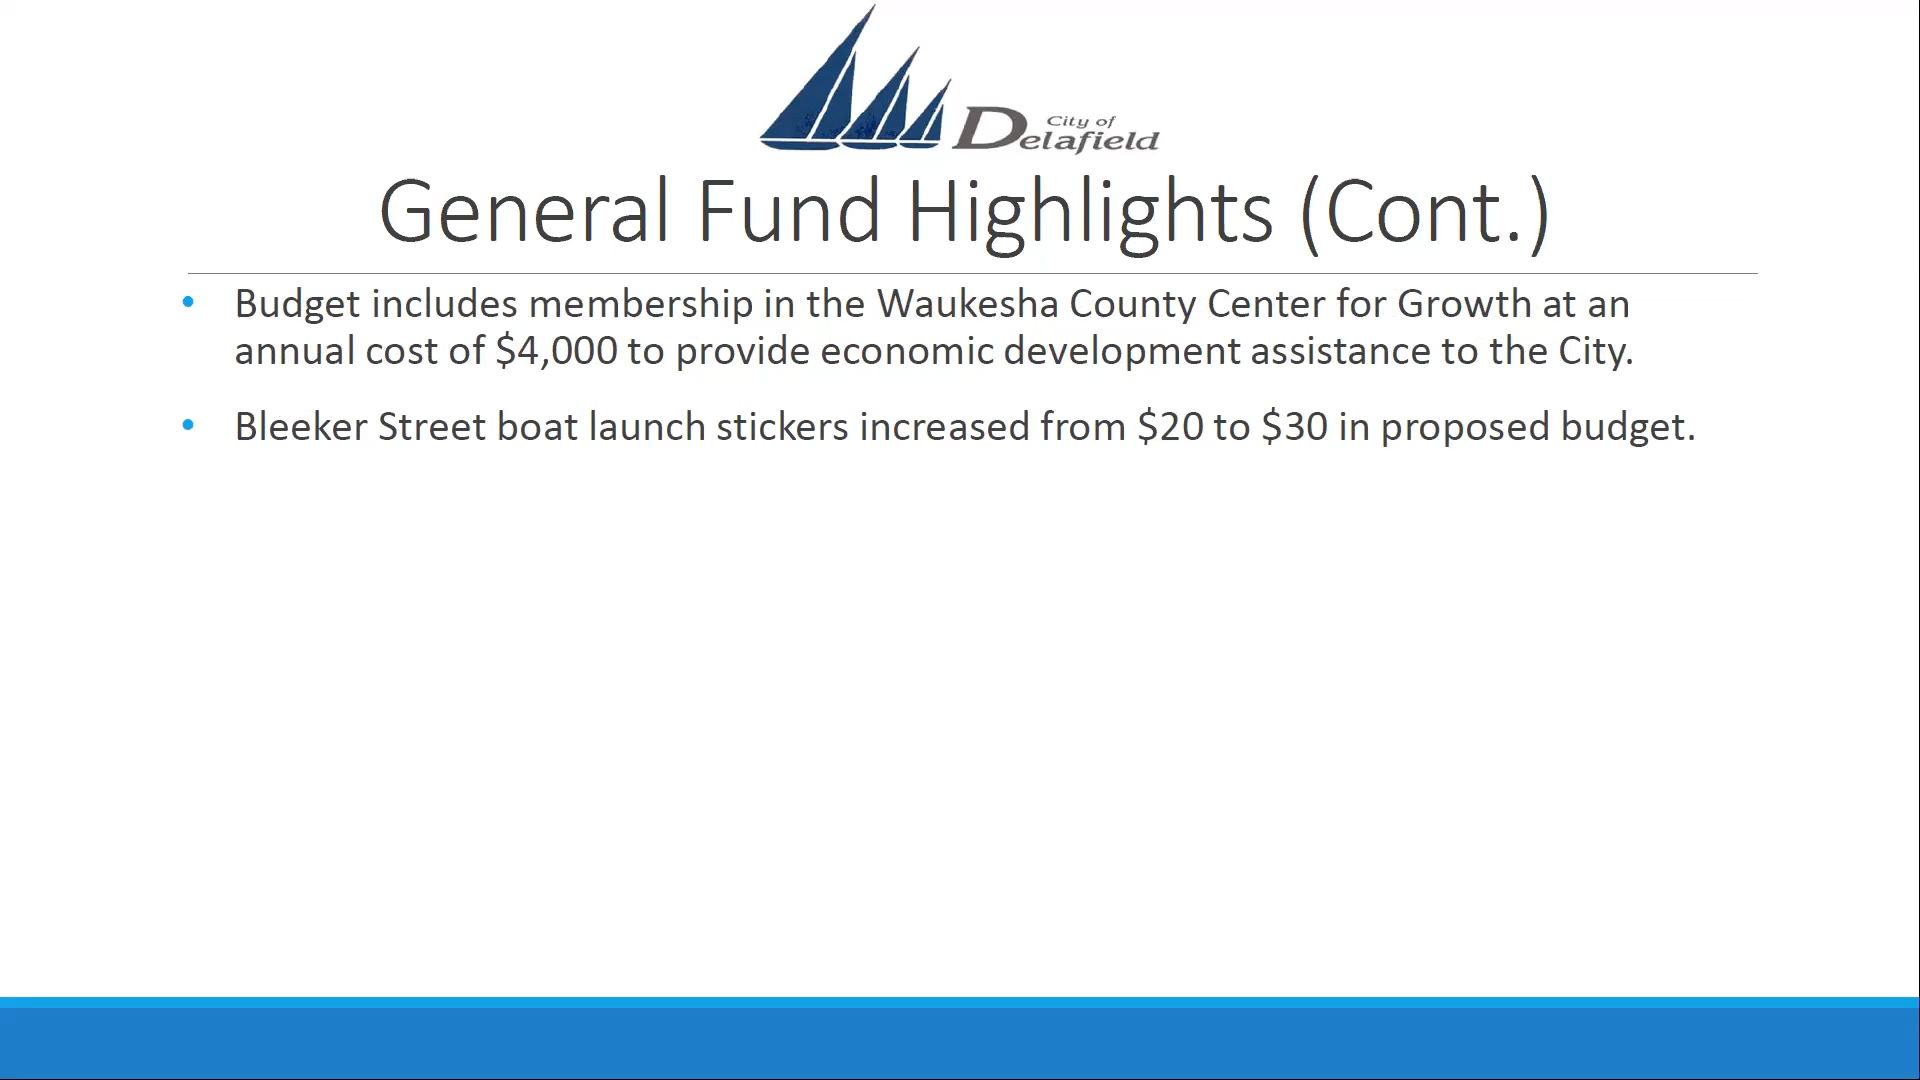 City of
Delafield
General Fund Highlights (Cont.)
• Budget includes membership in the Waukesha County Center for Growth at an
annual cost of $4,000 to provide economic development assistance to the City.
• Bleeker Street boat launch stickers increased from $20 to $30 in proposed budget.